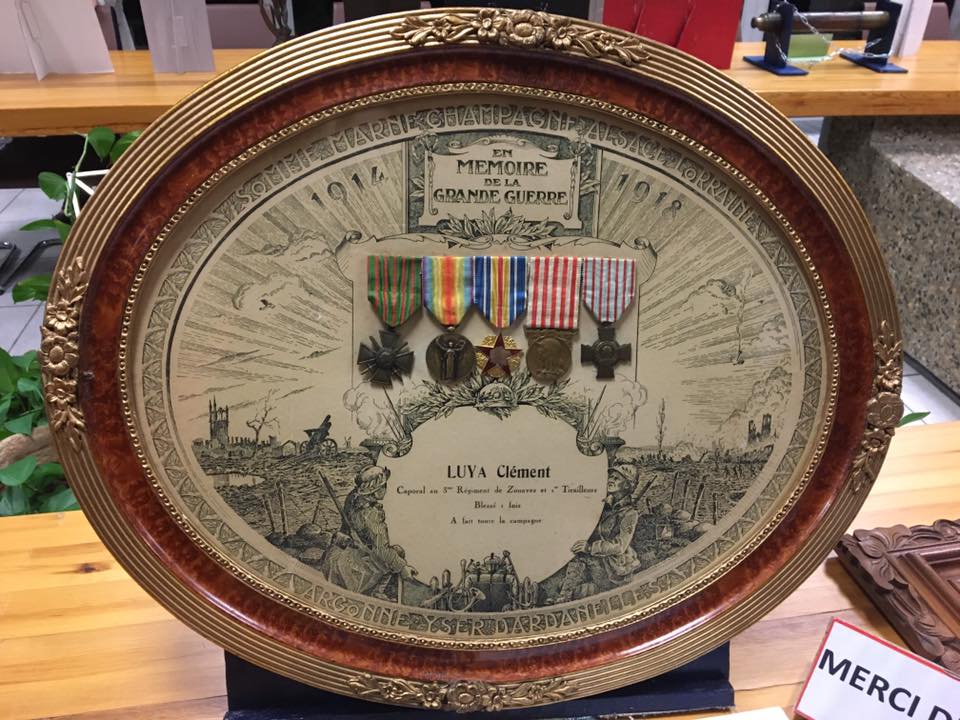 SOMME · MARNE · CHAMPAGNE · ALSACE · LORRAINE
1914
EN
MEMOIRE
DE LA
GRANDE GUERRE
1918
LUYA Clément
Caporal au 3me Régiment de Zouaves et 1er Tirailleurs
Blessé 1 fois
A fait toute la campagne
ARGONNE · YSER · DARDANELLES
MERCI D